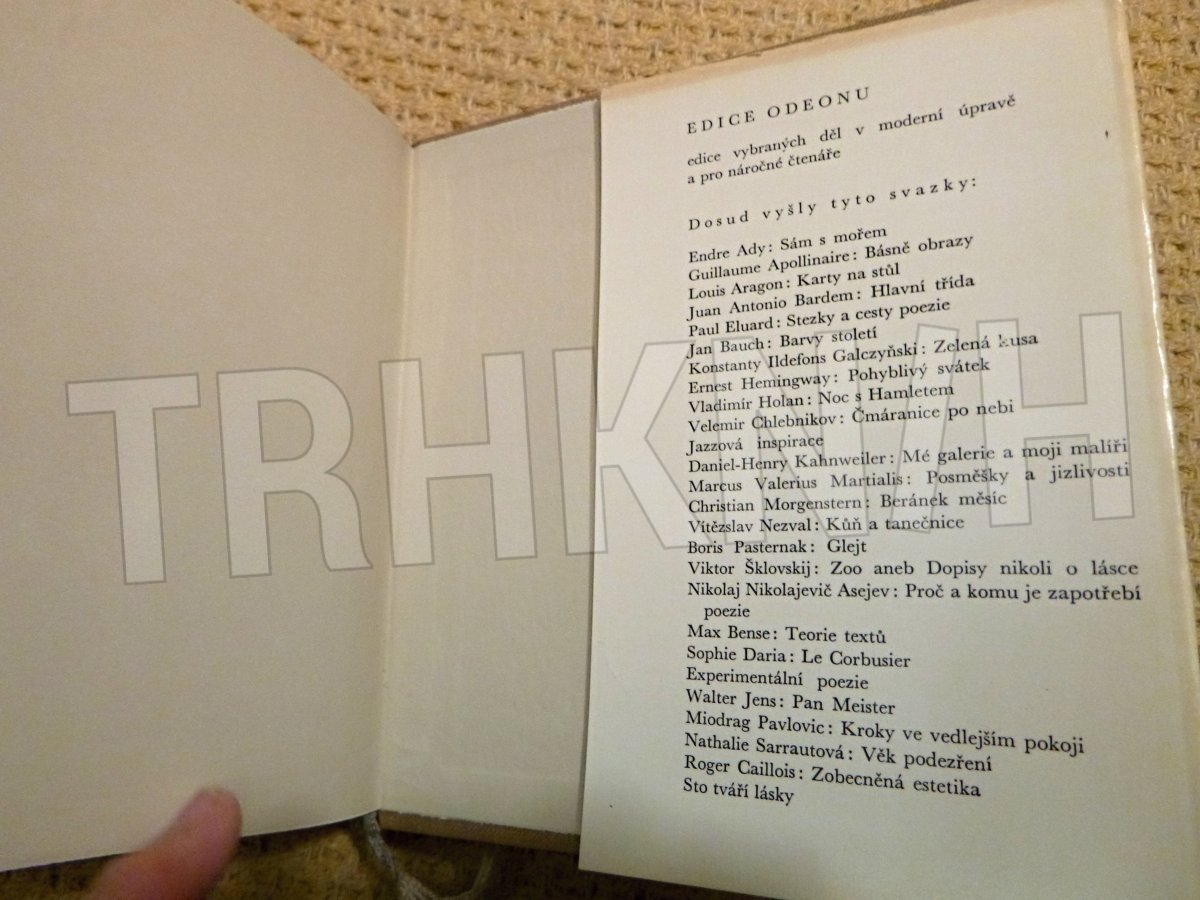 EDICE ODEONU
edice vybraných děl v moderní úpravě
a pro náročné čtenáře
Dosud vyšly tyto svazky:
Endre Ady: Sám s mořem
Guillaume Apollinaire: Básně obrazy
Louis Aragon: Karty na stůl
Juan Antonio Bardem: Hlavní třída
Paul Eluard: Stezky a cesty poezie
Jan Bauch: Barvy století
Konstanty Ildefons Galczyňski: Zelená kusa
Ernest Hemingway: Pohyblivý svátek
Vladimír Holan: Noc s Hamletem
Velemir Chlebnikov: Čmáranice po nebi
Jazzová inspirace
Daniel-Henry Kahnweiler: Mé galerie a moji malíři
Marcus Valerius Martialis: Posměšky a jizlivosti
Christian Morgenstern: Beránek měsíc
Vítězslav Nezval: Kůň a tanečnice
Boris Pasternak: Glejt
Viktor Šklovskij: Zoo aneb Dopisy nikoli o lásce
Nikolaj Nikolajevič Asejev: Proč a komu je zapotřebí
poezie
Max Bense: Teorie textů
Sophie Daria: Le Corbusier
Experimentální poezie
Walter Jens: Pan Meister
Miodrag Pavlovic: Kroky ve vedlejším pokoji
Nathalie Sarrautová: Věk podezření
Roger Caillois: Zobecněná estetika
Sto tváří lásky
TRHKNIH